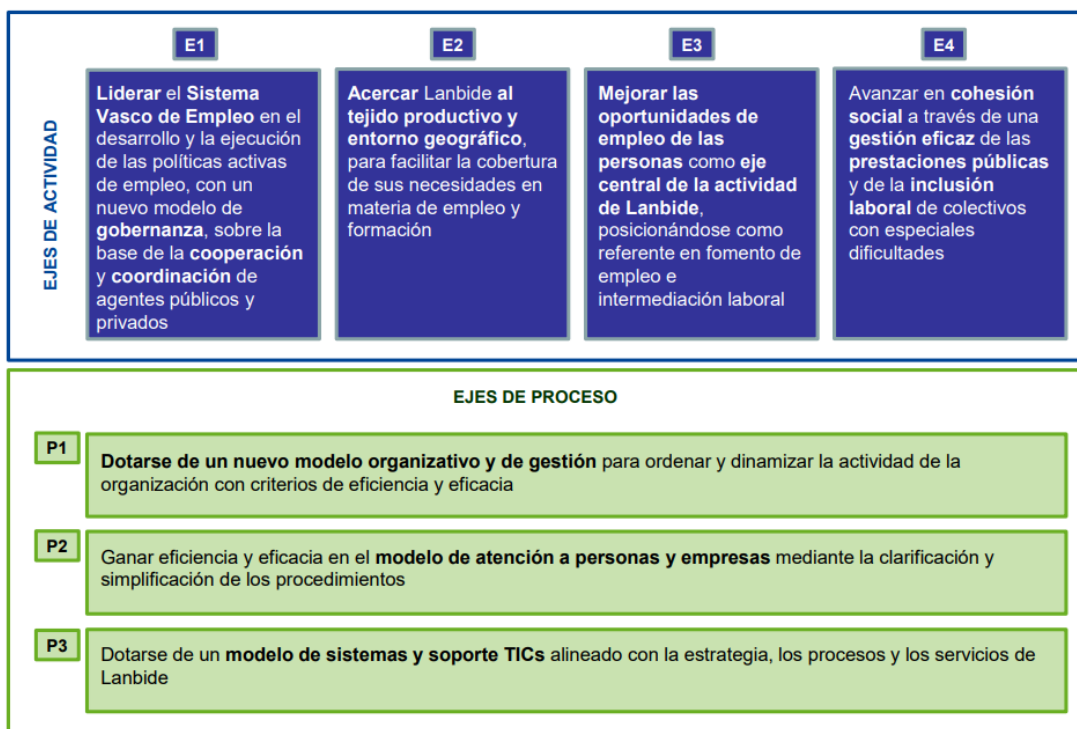 EJES DE ACTIVIDAD
E1
Liderar el Sistema
Vasco de Empleo en el
desarrollo y la ejecución
de las políticas activas
de empleo, con un
nuevo modelo de
gobernanza, sobre la
base de la cooperación
y coordinación de
agentes públicos y
privados
E2
Acercar Lanbide al
tejido productivo y
entorno geográfico,
para facilitar la cobertura
de sus necesidades en
materia de empleo y
formación
E3
Mejorar las
oportunidades de
empleo de las
personas como eje
central de la actividad
de Lanbide,
posicionándose como
referente en fomento de
empleo e
intermediación laboral
E4
Avanzar en cohesión
social a través de una
gestión eficaz de las
prestaciones públicas
y de la inclusión
laboral de colectivos
con especiales
dificultades
EJES DE PROCESO
P1
Dotarse de un nuevo modelo organizativo y de gestión para ordenar y dinamizar la actividad de la
organización con criterios de eficiencia y eficacia
P2
Ganar eficiencia y eficacia en el modelo de atención a personas y empresas mediante la clarificación y
simplificación de los procedimientos
P3
Dotarse de un modelo de sistemas y soporte TICs alineado con la estrategia, los procesos y los servicios de
Lanbide